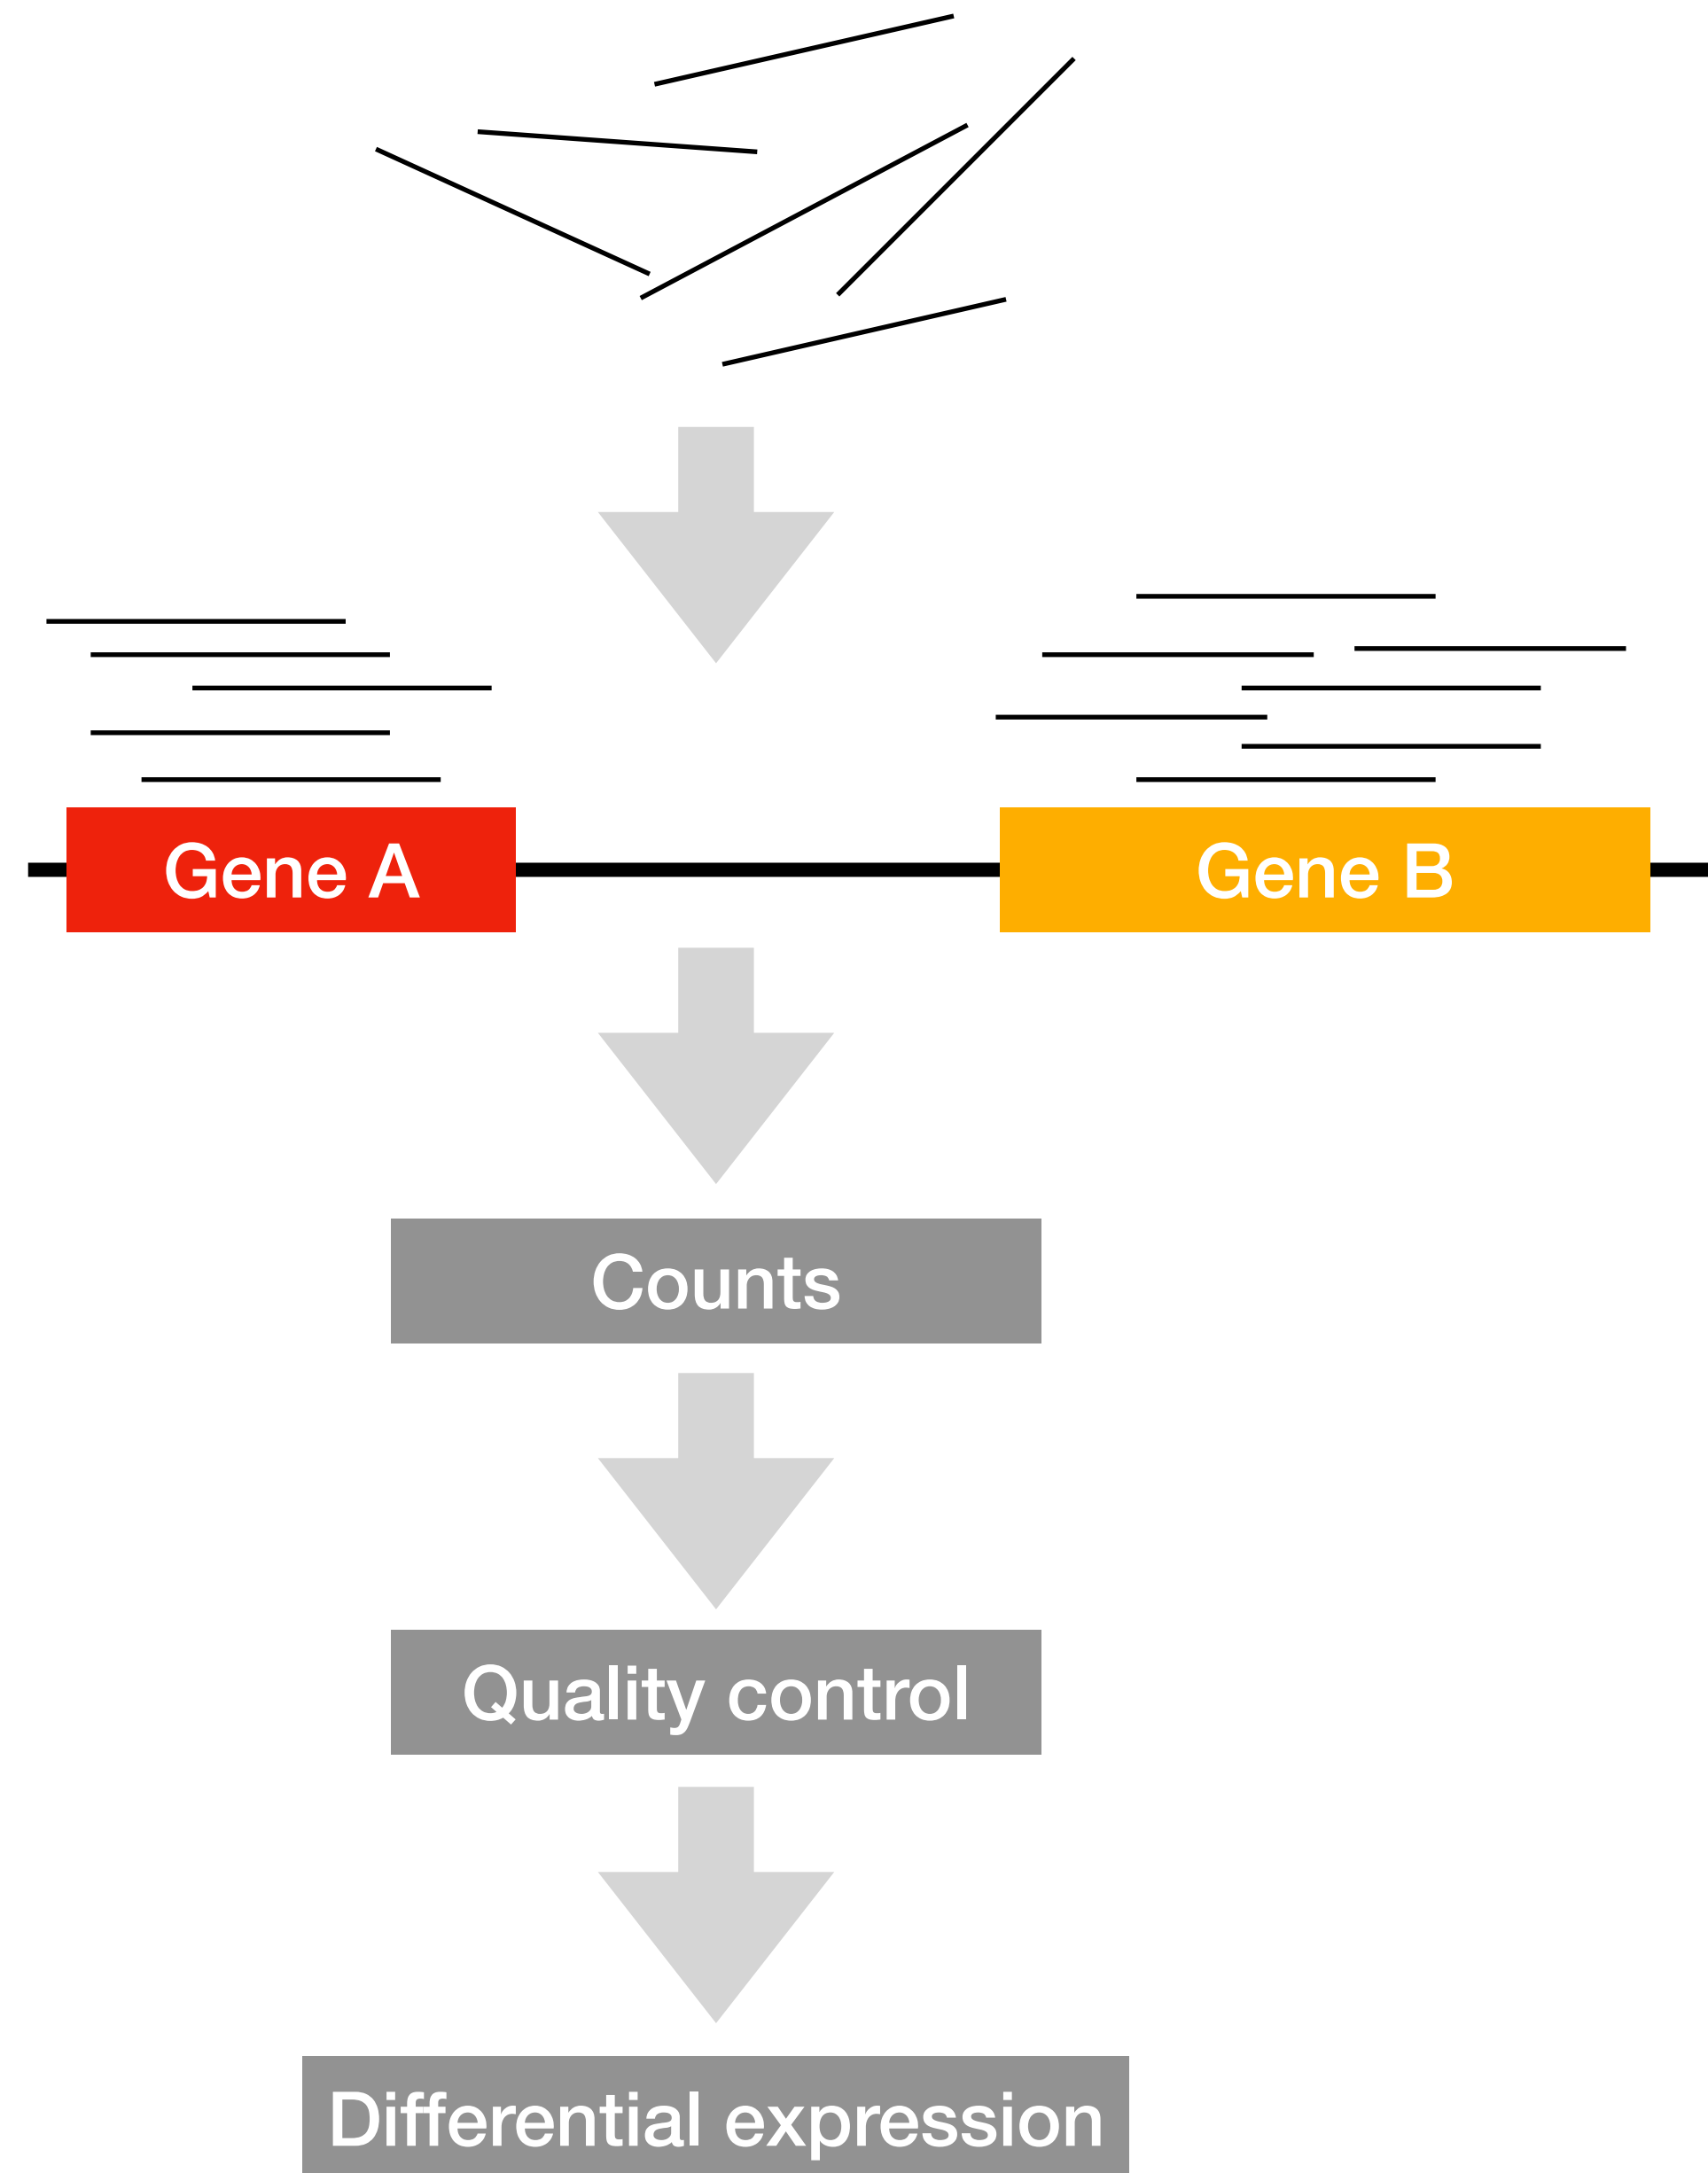 Gene A
Gene B
Counts
Quality control
Differential expression